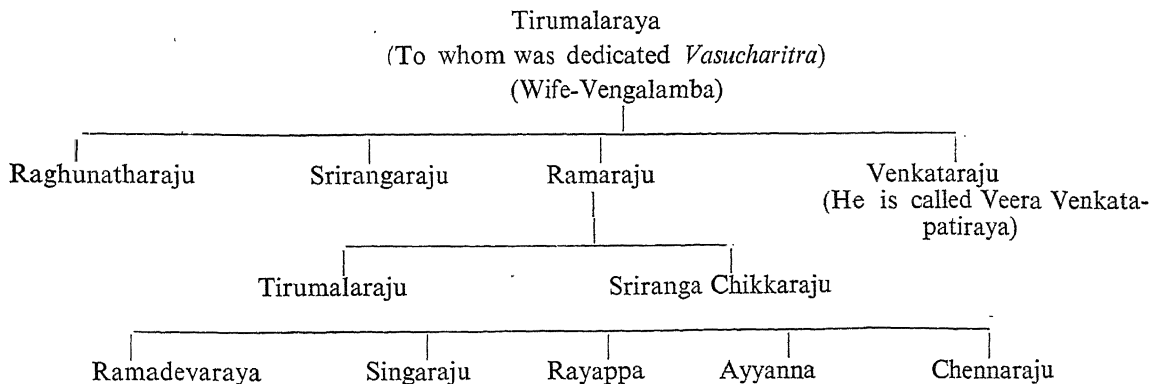 Tirumalaraya
(To whom was dedicated Vasucharitra)
(Wife-Vengalamba)
Raghunatharaju Srirangaraju Ramaraju Venkataraju
(He is called Veera Venkata-
patiraya)
Tirumalaraju Sriranga Chikkaraju
Ramadevaraya Singaraju Rayappa Ayyanna Chennaraju